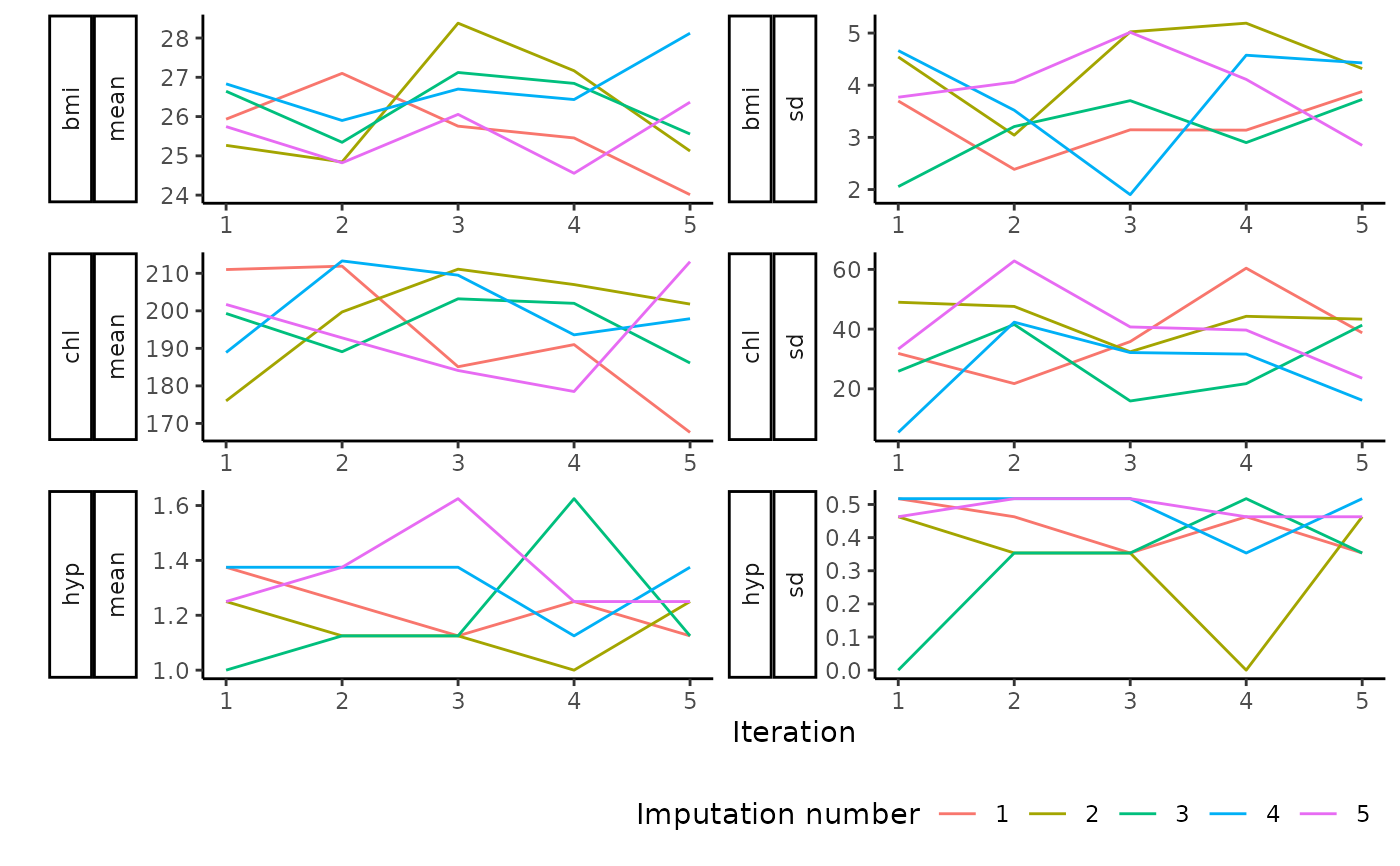 bmi mean 28 27 26 25 24 1 2 3 4 5
bmi sd 5 4 3 2 1 2 3 4 5
chl mean 210 200 190 180 170 1 2 3 4 5
chl sd 60 40 20 1 2 3 4 5
hyp mean 1.6 1.4 1.2 1.0 1 2 3 4 5
hyp sd 0.5 0.4 0.3 0.2 0.1 0.0 1 2 3 4 5
Iteration
Imputation number 1 2 3 4 5